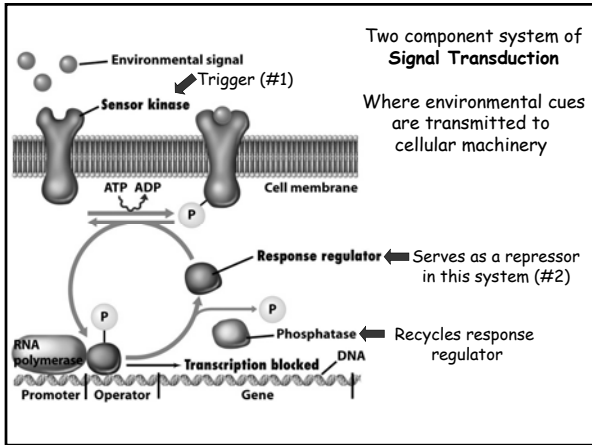 Two component system of
Signal Transduction
Where environmental cues
are transmitted to
cellular machinery
Environmental signal
Trigger (#1)
Sensor kinase
Cell membrane
ATP ADP
P
Response regulator
Serves as a repressor
in this system (#2)
P
P
Phosphatase
Recycles response
regulator
RNA
polymerase
Transcription blocked
DNA
Promoter
Operator
Gene